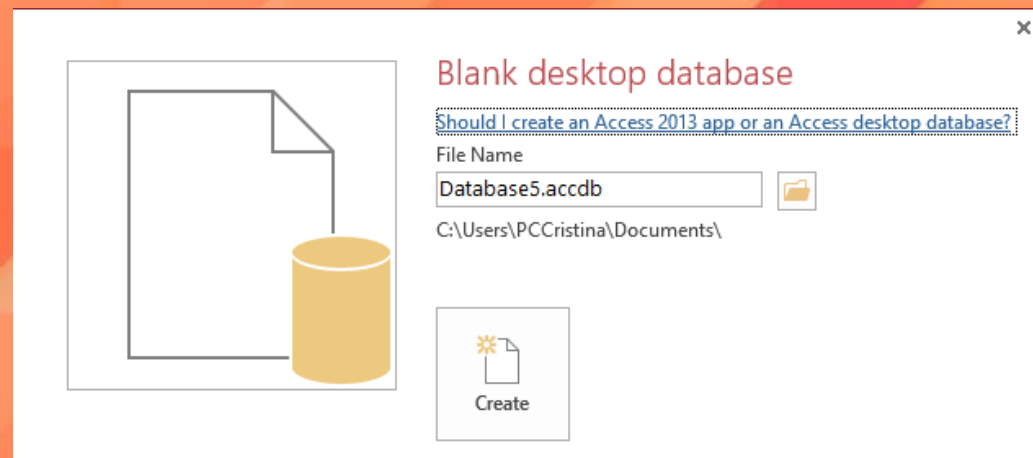 Blank desktop database
Should I create an Access 2013 app or an Access desktop database?
File Name
Database5.accdb
C:\Users\PCCristina\Documents\
Create